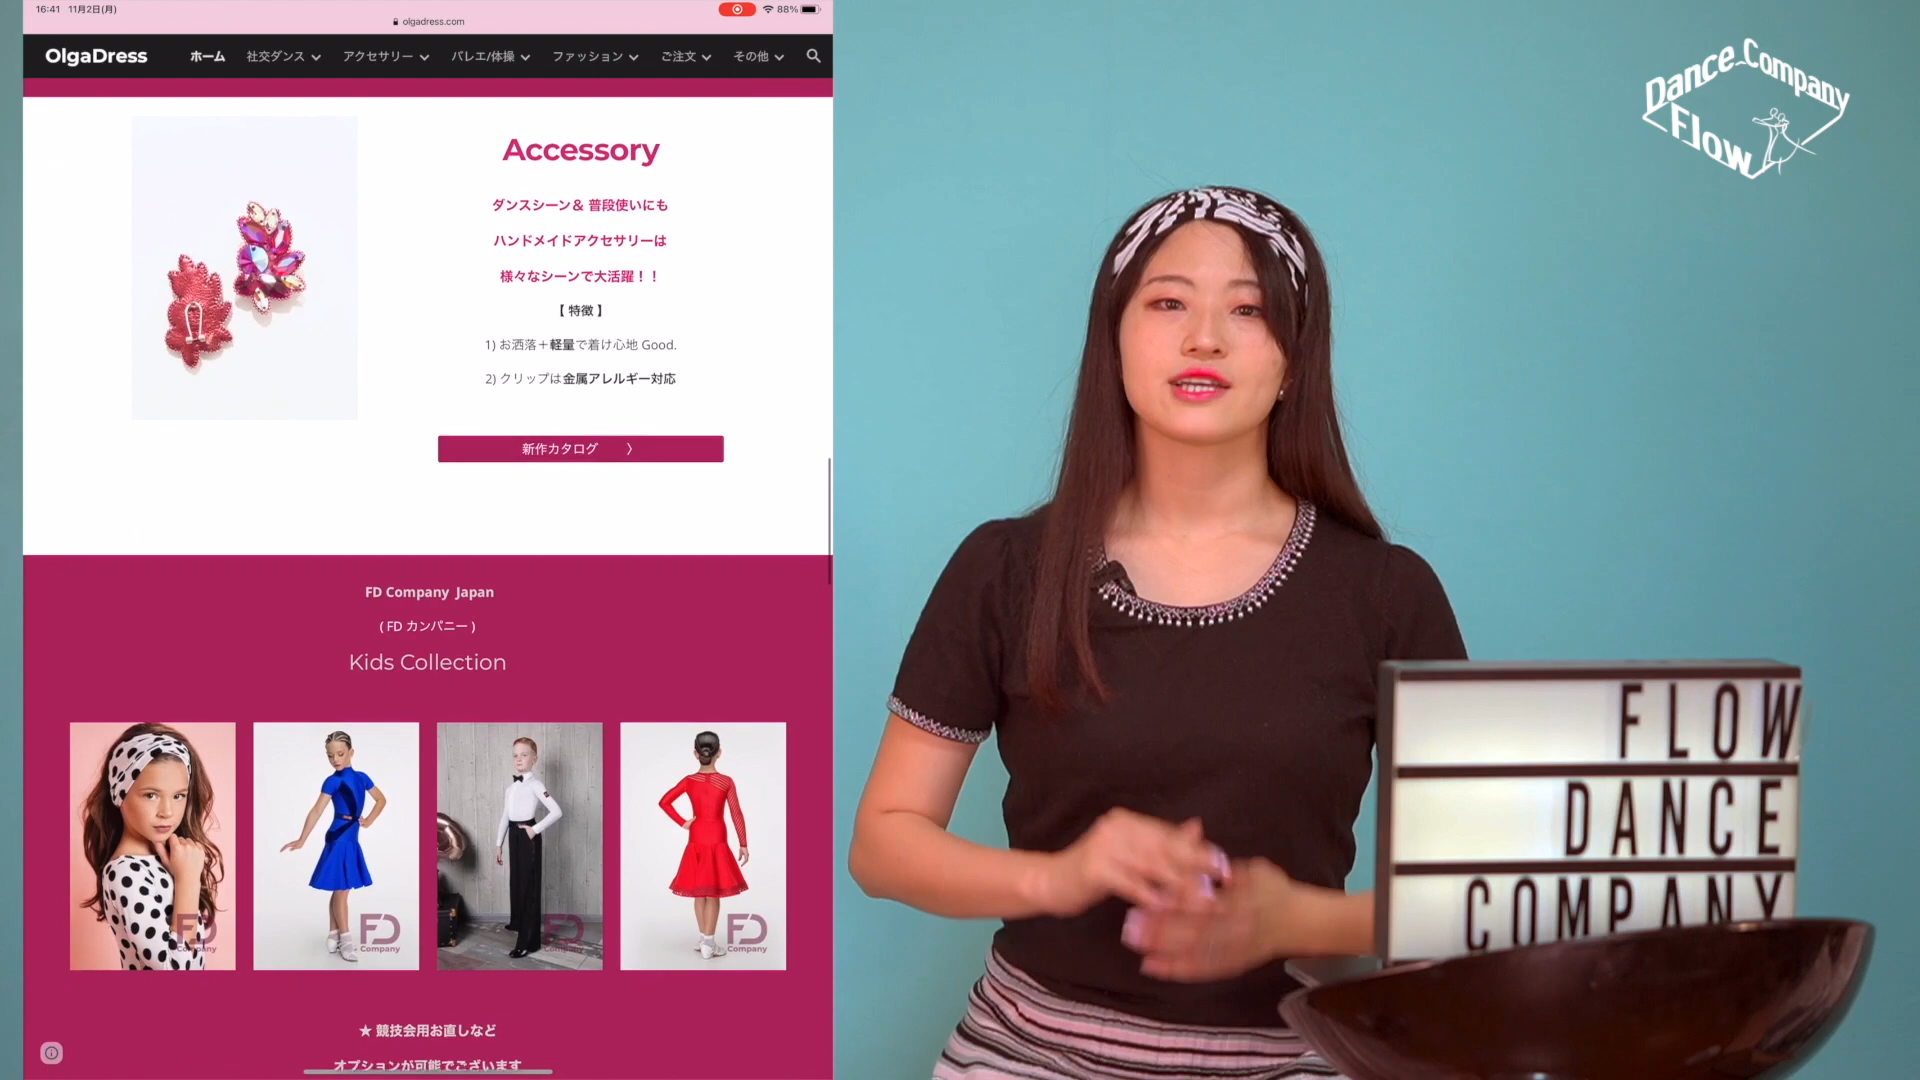 16:41 11月2日(月)
88%
olgadress.com
OlgaDress
ホーム
社交ダンス
アクセサリー
バレエ/体操
ファッション
ご注文
その他
Accessory
ダンスシーン& 普段使いにも
ハンドメイドアクセサリーは
様々なシーンで大活躍！！
【 特徴 】
1) お洒落＋軽量で着け心地 Good.
2) クリップは金属アレルギー対応
新作カタログ 〉
FD Company Japan
( FD カンパニー )
Kids Collection
FD
Company
FD
Company
FD
Company
FD
Company
★ 競技会用お直しなど
オプションが可能でございます
Dance Company
Flow
FLOW
DANCE
COMPANY